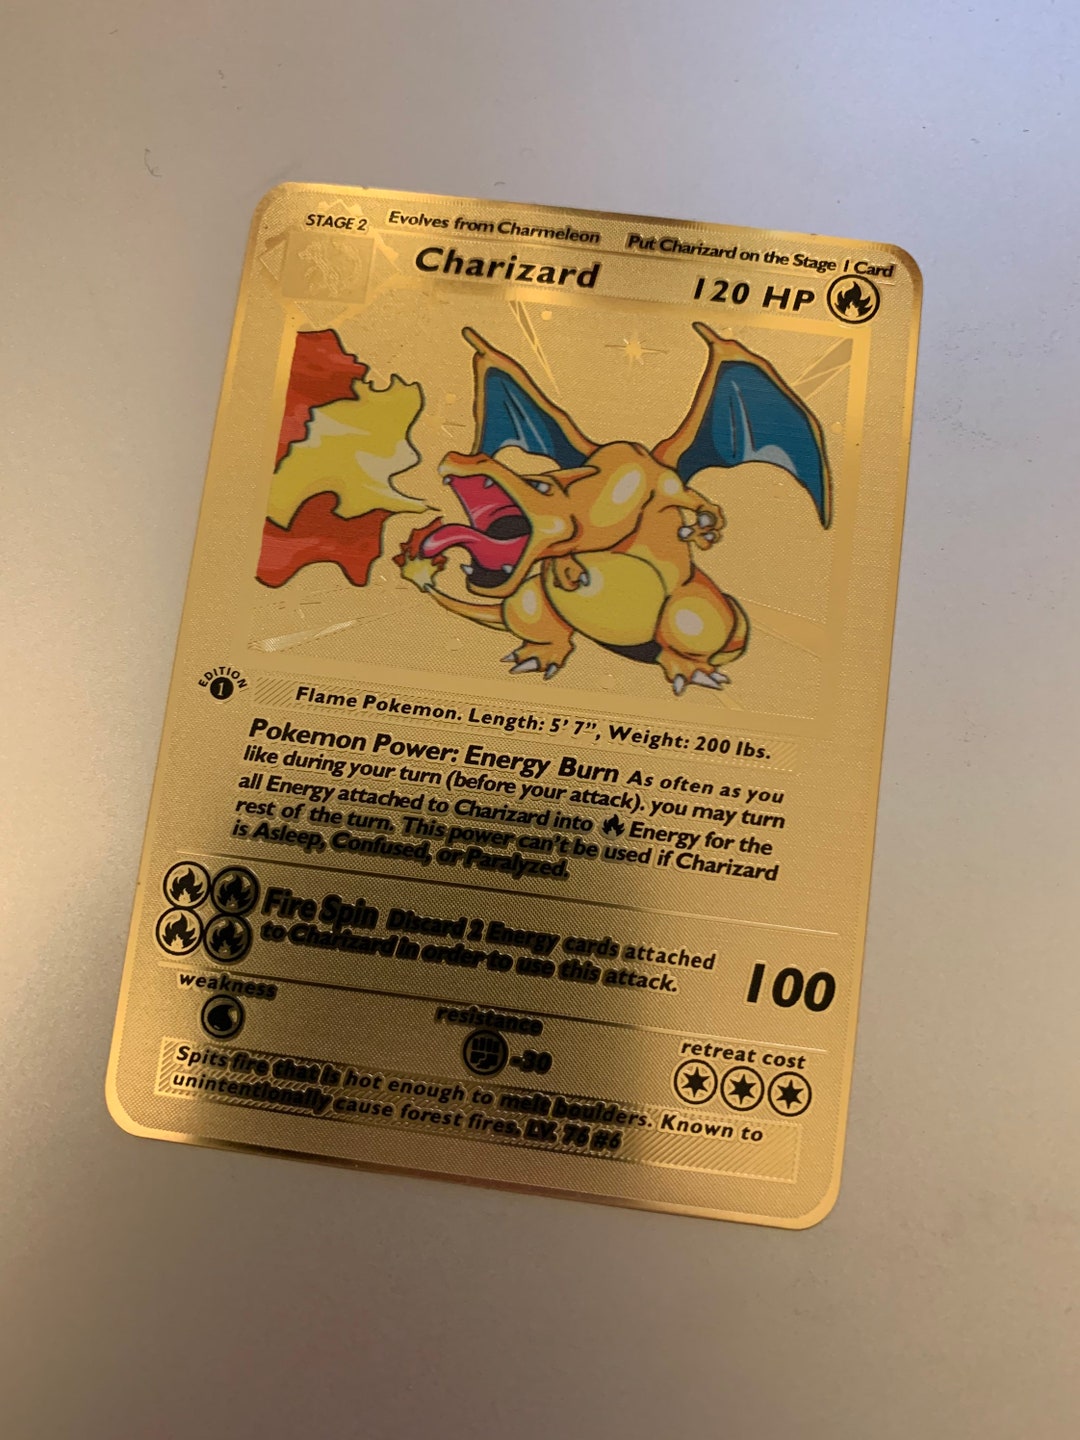 STAGE 2 Evolves from Charmeleon Put Charizard on the Stage 1 Card
Charizard 120 HP
EDITION
1
Flame Pokemon. Length: 5' 7", Weight: 200 lbs.
Pokemon Power: Energy Burn As often as you
like during your turn (before your attack). you may turn
all Energy attached to Charizard into Energy for the
rest of the turn. This power can't be used if Charizard
is Asleep, Confused, or Paralyzed.
Fire Spin Discard 2 Energy cards attached
to Charizard in order to use this attack.
100
weakness
resistance
-30
retreat cost
Spits fire that is hot enough to melt boulders. Known to
unintentionally cause forest fires. LV. 76 #6